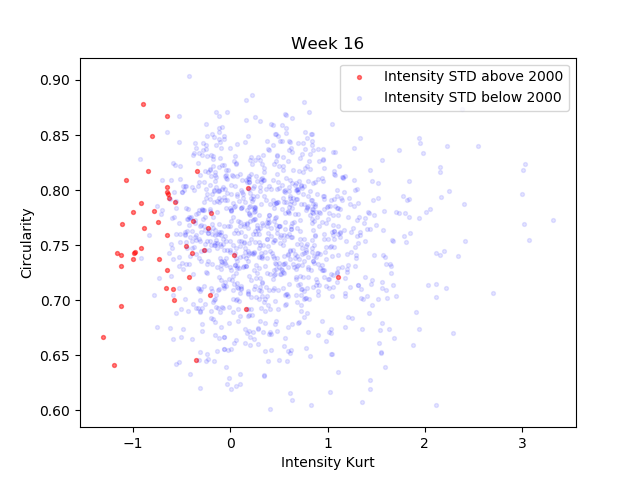 Week 16
Intensity STD above 2000
Intensity STD below 2000
0.90
0.85
0.80
0.75
0.70
0.65
0.60
Circularity
−1
0
1
2
3
Intensity Kurt